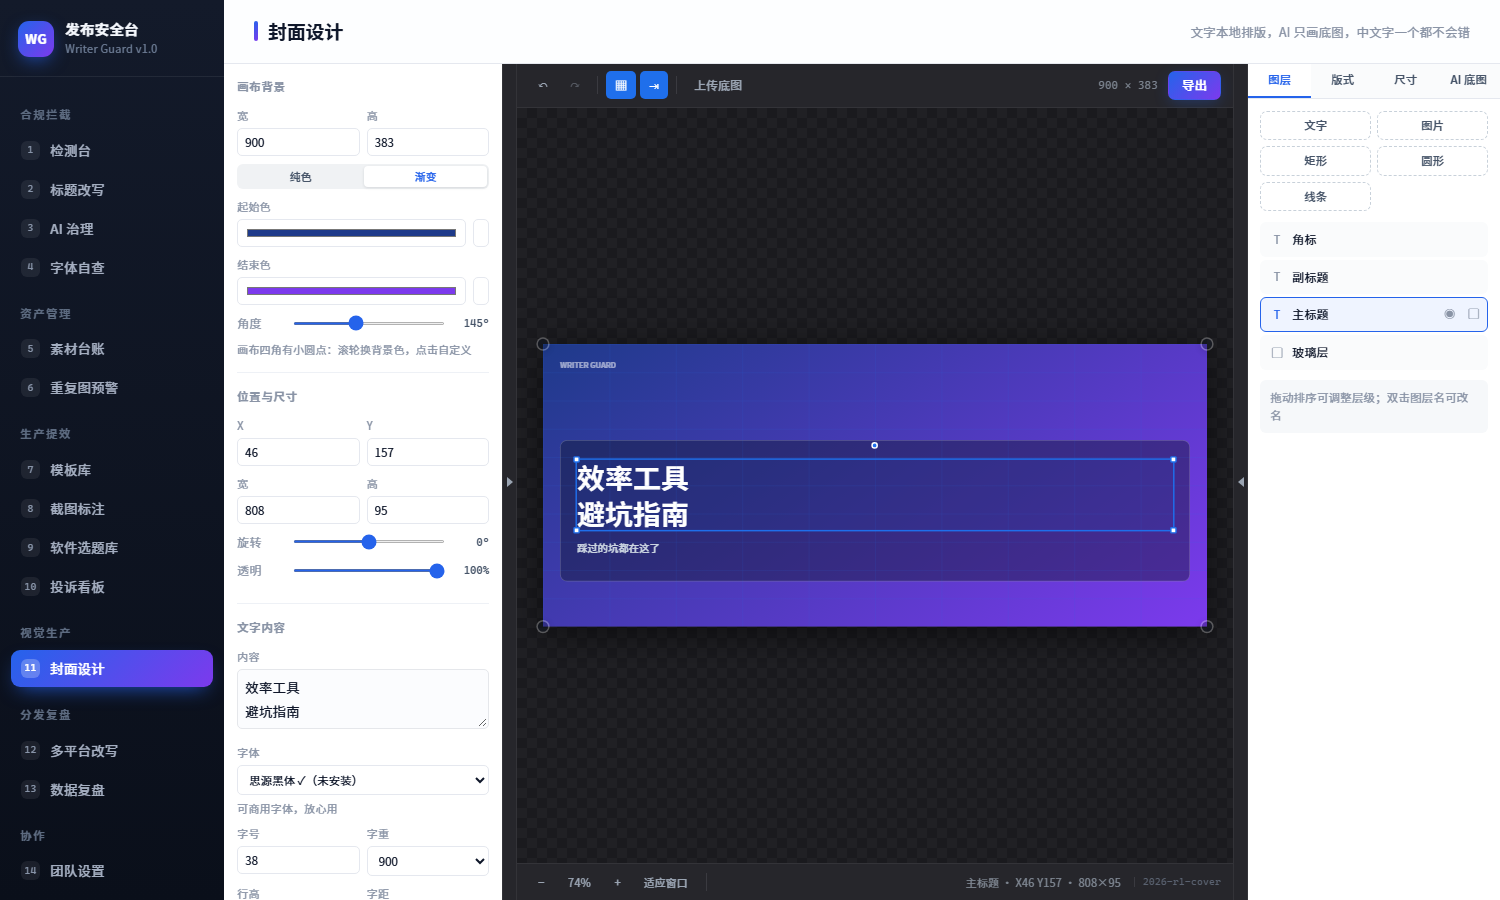 WG
发布安全台
Writer Guard v1.0
合规拦截
1 检测台
2 标题改写
3 AI 治理
4 字体自查
资产管理
5 素材台账
6 重复图预警
生产提效
7 模板库
8 截图标注
9 软件选题库
10 投诉看板
视觉生产
11 封面设计
分发复盘
12 多平台改写
13 数据复盘
协作
14 团队设置
封面设计
文字本地排版，AI 只画底图，中文字一个都不会错
画布背景
宽 高
900 383
纯色 渐变
起始色
结束色
角度 145°
画布四角有小圆点：滚轮换背景色，点击自定义
位置与尺寸
X Y
46 157
宽 高
808 95
旋转 0°
透明 100%
文字内容
内容
效率工具
避坑指南
字体
思源黑体 ✓（未安装）
可商用字体，放心用
字号 字重
38 900
行高 字距
上传底图
900 × 383
导出
WRITER GUARD
效率工具
避坑指南
踩过的坑都在这了
− 74% + 适应窗口
主标题 · X46 Y157 · 808×95
2026-rl-cover
图层 版式 尺寸 AI 底图
文字 图片
矩形 圆形
线条
T 角标
T 副标题
T 主标题
玻璃层
拖动排序可调整层级；双击图层名可改
名